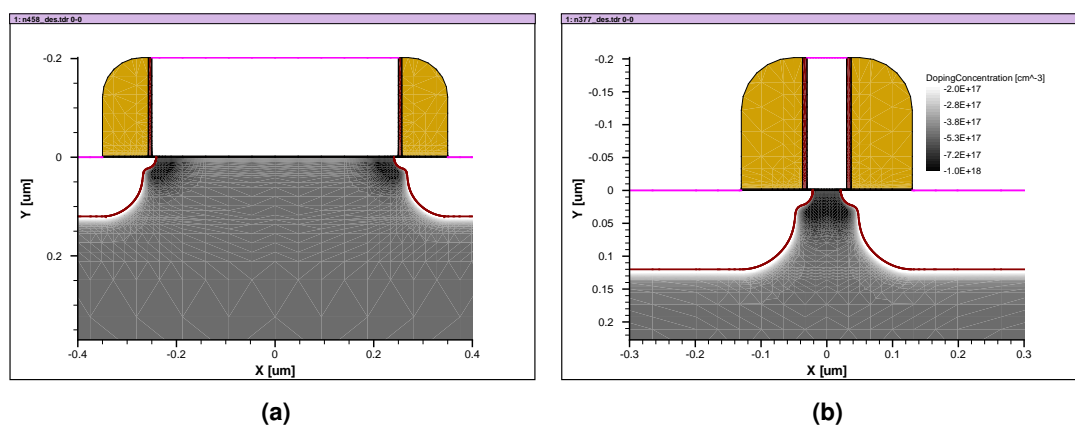 1: n458_des.tdr 0-0
-0.2
0
0.2
Y [um]
-0.4
-0.2
0
0.2
0.4
X [um]
(a)
1: n377_des.tdr 0-0
-0.2
-0.15
-0.1
-0.05
0
0.05
0.1
0.15
0.2
Y [um]
DopingConcentration [cm^-3]
-2.0E+17
-2.8E+17
-3.8E+17
-5.3E+17
-7.2E+17
-1.0E+18
-0.3
-0.2
-0.1
0
0.1
0.2
0.3
X [um]
(b)